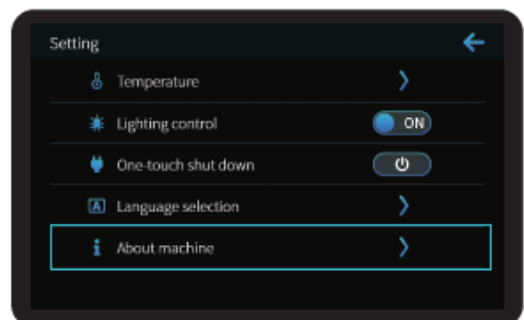 Setting
Temperature
Lighting control
ON
One-touch shut down
A Language selection
i About machine